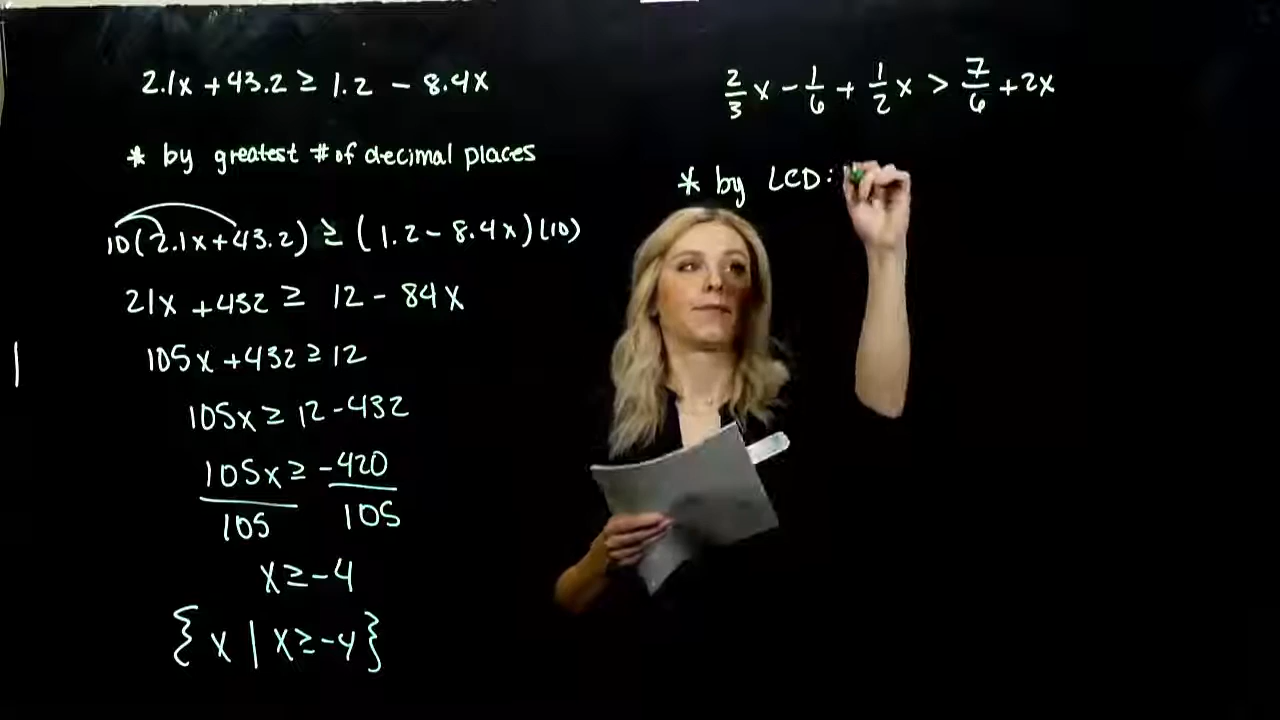 2.1x + 43.2 ≥ 1.2 - 8.4x
* by greatest # of decimal places
10(2.1x + 43.2) ≥ (1.2 - 8.4x)(10)
21x + 432 ≥ 12 - 84x
105x + 432 ≥ 12
105x ≥ 12 - 432
105x ≥ -420
105 105
x ≥ -4
{x | x ≥ -4}
2/3 x - 1/6 + 1/2 x > 7/6 + 2x
* by LCD: